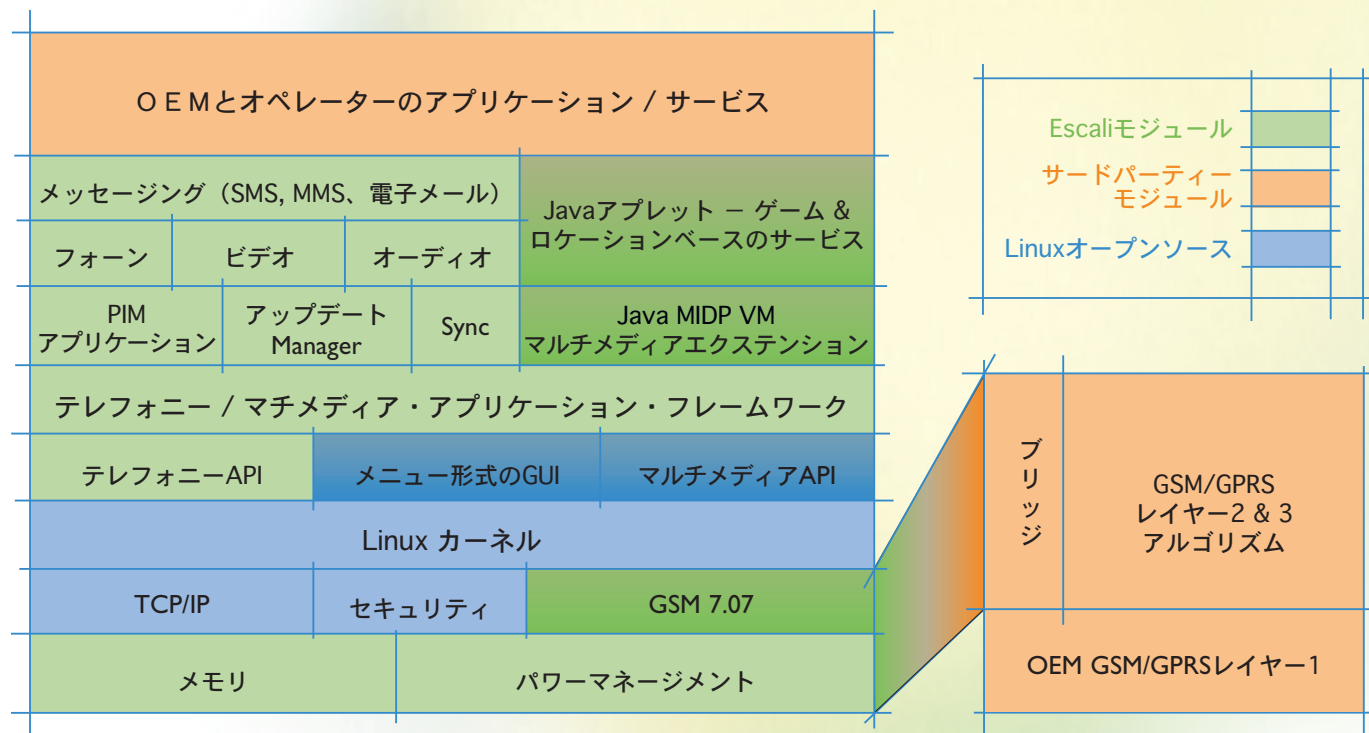 OEMとオペレーターのアプリケーション / サービス
メッセージング（SMS, MMS、電子メール）
Javaアプレット − ゲーム &
ロケーションベースのサービス
フォーン
ビデオ
オーディオ
PIM
アプリケーション
アップデート
Manager
Sync
Java MIDP VM
マルチメディアエクステンション
テレフォニー / マチメディア・アプリケーション・フレームワーク
テレフォニーAPI
メニュー形式のGUI
マルチメディアAPI
Linux カーネル
TCP/IP
セキュリティ
GSM 7.07
メモリ
パワーマネージメント
Escaliモジュール
サードパーティー
モジュール
Linuxオープンソース
ブリッジ
GSM/GPRS
レイヤー2 & 3
アルゴリズム
OEM GSM/GPRSレイヤー1